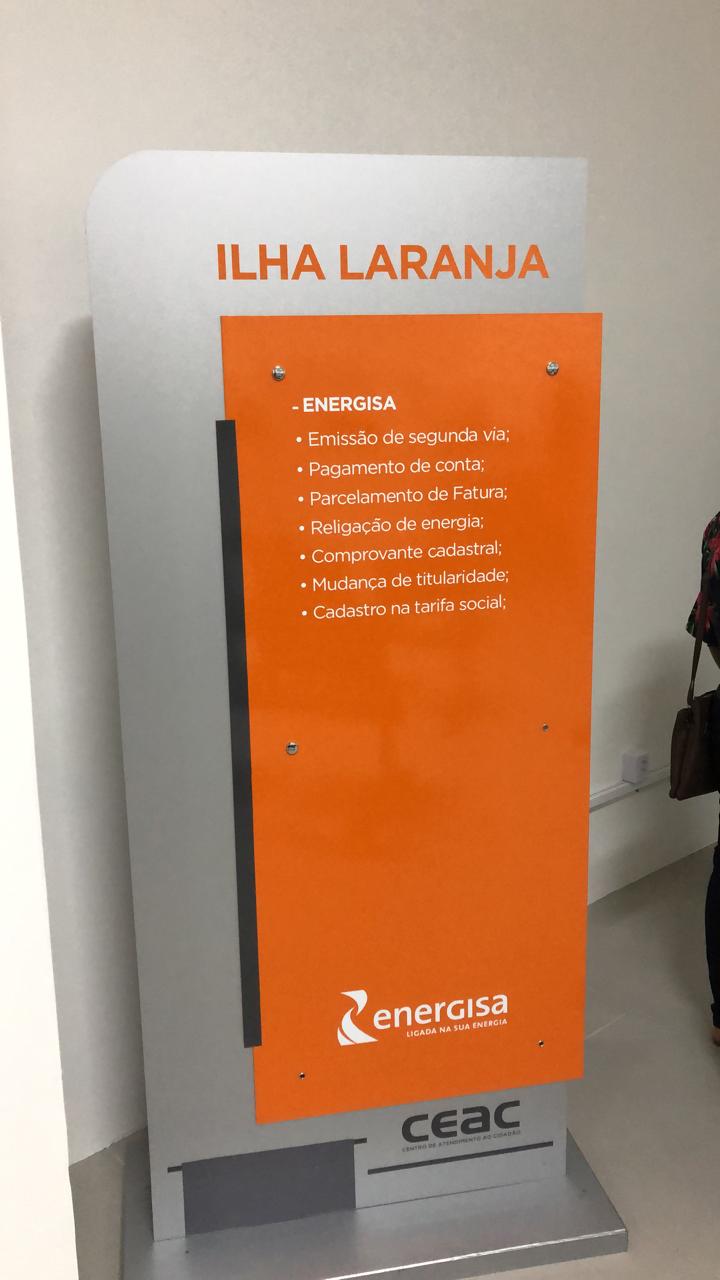 ILHA LARANJA
- ENERGISA
• Emissão de segunda via;
• Pagamento de conta;
• Parcelamento de Fatura;
• Religação de energia;
• Comprovante cadastral;
• Mudança de titularidade;
• Cadastro na tarifa social;
energisa
LIGADA NA SUA ENERGIA
ceac
CENTRO DE ATENDIMENTO AO CIDADÃO